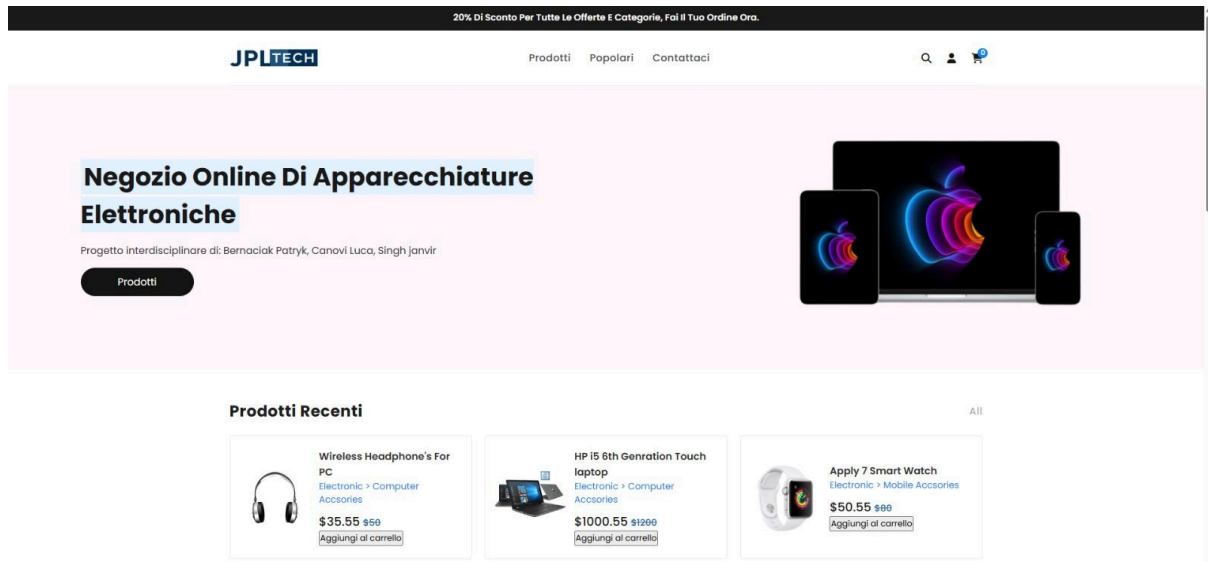 20% Di Sconto Per Tutte Le Offerte E Categorie, Fai Il Tuo Ordine Ora.
JPLTECH
Prodotti Popolari Contattaci
0
Negozio Online Di Apparecchiature
Elettroniche
Progetto interdisciplinare di: Bernaciak Patryk, Canovi Luca, Singh janvir
Prodotti
Prodotti Recenti
All
Wireless Headphone's For
PC
Electronic > Computer
Accsories
$35.55 $50
Aggiungi al carrello
HP i5 6th Genration Touch
laptop
Electronic > Computer
Accsories
$1000.55 $1200
Aggiungi al carrello
Apply 7 Smart Watch
Electronic > Mobile Accsories
$50.55 $80
Aggiungi al carrello